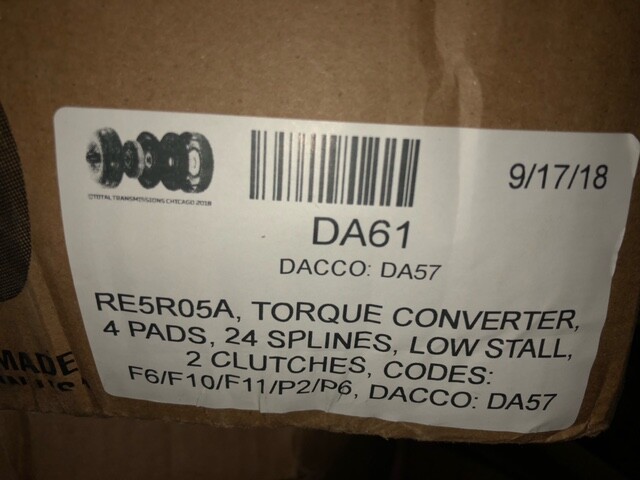 ©TOTAL TRANSMISSIONS CHICAGO 2018
9/17/18
DA61
DACCO: DA57
RE5R05A, TORQUE CONVERTER,
4 PADS, 24 SPLINES, LOW STALL,
2 CLUTCHES, CODES:
F6/F10/F11/P2/P6, DACCO: DA57
MADE